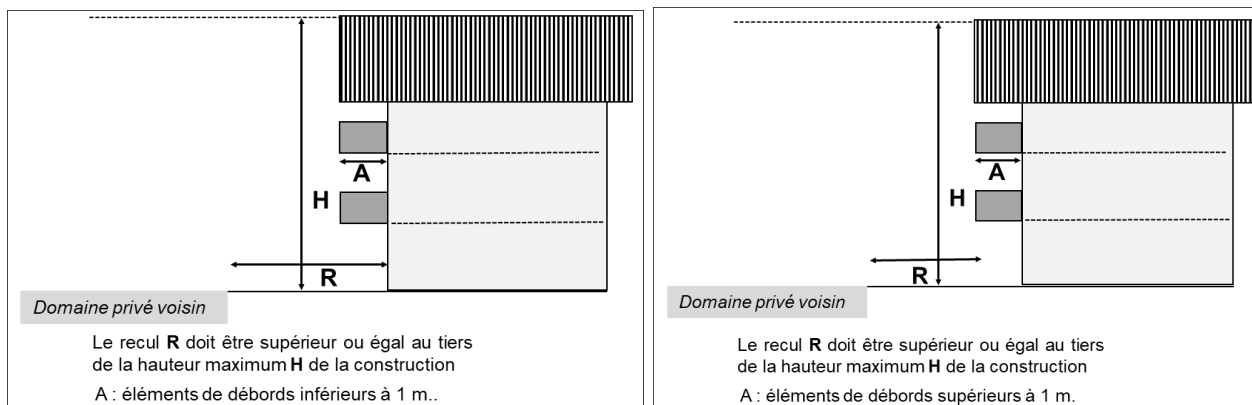 A
H
R
Domaine privé voisin
Le recul R doit être supérieur ou égal au tiers
de la hauteur maximum H de la construction
A : éléments de débords inférieurs à 1 m..
A
H
R
Domaine privé voisin
Le recul R doit être supérieur ou égal au tiers
de la hauteur maximum H de la construction
A : éléments de débords supérieurs à 1 m.